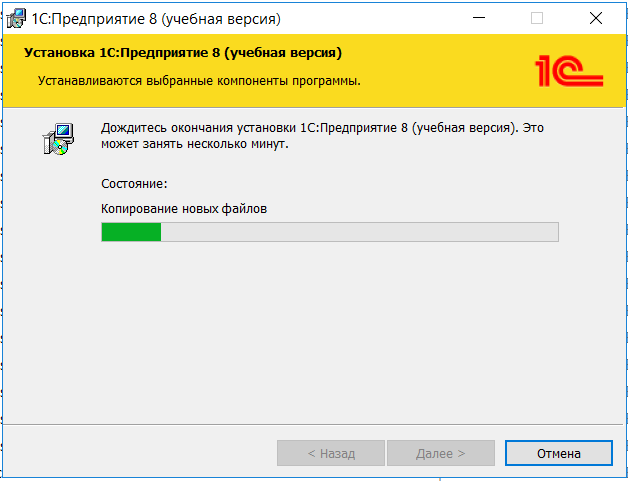 1С:Предприятие 8 (учебная версия)
Установка 1С:Предприятие 8 (учебная версия)
Устанавливаются выбранные компоненты программы.
1С
Дождитесь окончания установки 1С:Предприятие 8 (учебная версия). Это
может занять несколько минут.
Состояние:
Копирование новых файлов
< Назад
Далее >
Отмена